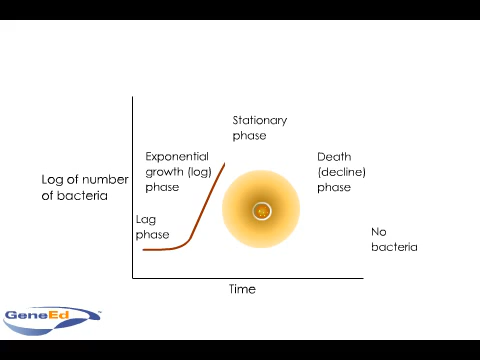 Stationary
phase
Exponential
growth (log)
phase
Death
(decline)
phase
Log of number
of bacteria
Lag
phase
No
bacteria
Time
GeneEd™